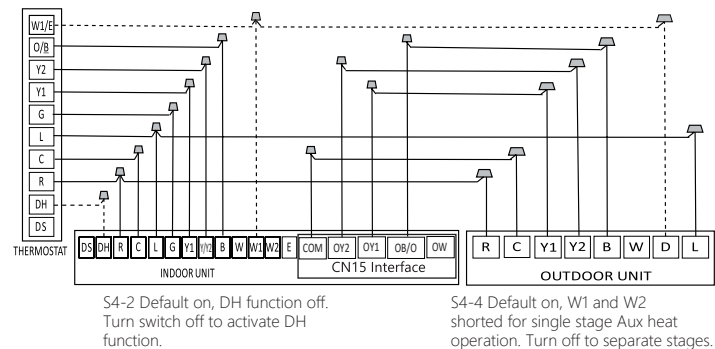 W1/E
O/B
Y2
Y1
G
L
C
R
DH
DS
THERMOSTAT
DS DH R C L G Y1 Y/Y2 B W W1 W2 E COM OY2 OY1 OB/O OW
INDOOR UNIT
CN15 Interface
R C Y1 Y2 B W D L
OUTDOOR UNIT
S4-2 Default on, DH function off.
Turn switch off to activate DH
function.
S4-4 Default on, W1 and W2
shorted for single stage Aux heat
operation. Turn off to separate stages.